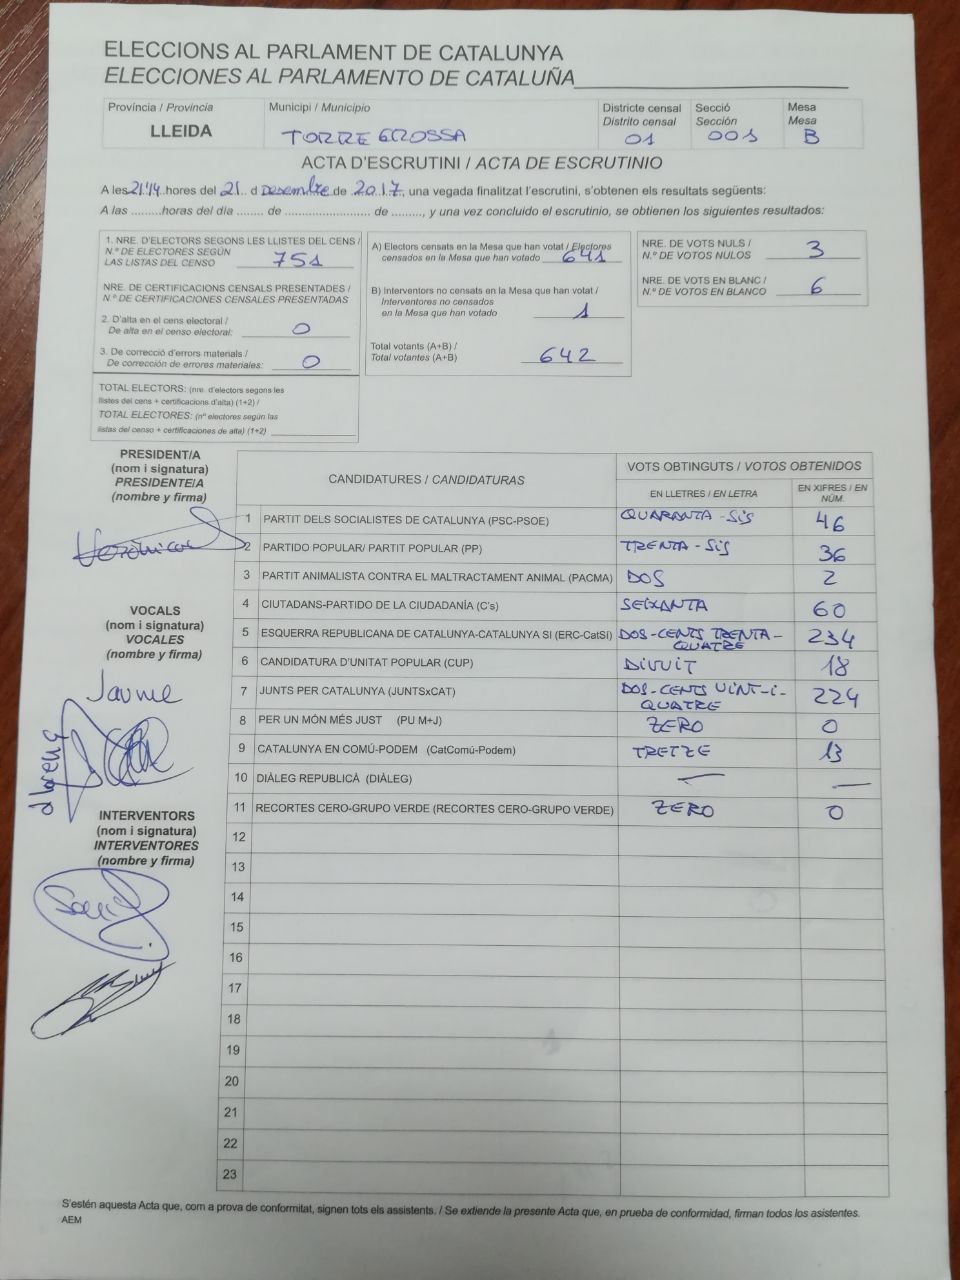 ELECCIONS AL PARLAMENT DE CATALUNYA
ELECCIONES AL PARLAMENTO DE CATALUÑA
Província / Provincia
LLEIDA
Municipi / Municipio
TORREGROSSA
Districte censal
Distrito censal
01
Secció
Sección
001
Mesa
Mesa
B
ACTA D'ESCRUTINI / ACTA DE ESCRUTINIO
A les 21'14 hores del 21 d Desembre de 2017, una vegada finalitzat l'escrutini, s'obtenen els resultats següents:
A las .........horas del día ........ de .......................... de ........., y una vez concluido el escrutinio, se obtienen los siguientes resultados:
1. NRE. D'ELECTORS SEGONS LES LLISTES DEL CENS /
N.º DE ELECTORES SEGÚN
LAS LISTAS DEL CENSO 751
NRE. DE CERTIFICACIONS CENSALS PRESENTADES /
N.º DE CERTIFICACIONES CENSALES PRESENTADAS
2. D'alta en el cens electoral /
De alta en el censo electoral: 0
3. De correcció d'errors materials /
De corrección de errores materiales: 0
TOTAL ELECTORS: (nre. d'electors segons les
llistes del cens + certificacions d'alta) (1+2) /
TOTAL ELECTORES: (nº electores según las
listas del censo + certificaciones de alta) (1+2)
A) Electors censats en la Mesa que han votat / Electores
censados en la Mesa que han votado 641
B) Interventors no censats en la Mesa que han votat /
Interventores no censados
en la Mesa que han votado 1
Total votants (A+B) /
Total votantes (A+B) 642
NRE. DE VOTS NULS /
N.º DE VOTOS NULOS 3
NRE. DE VOTS EN BLANC /
N.º DE VOTOS EN BLANCO 6
PRESIDENT/A
(nom i signatura)
PRESIDENTE/A
(nombre y firma)
VOCALS
(nom i signatura)
VOCALES
(nombre y firma)
Jaume
INTERVENTORS
(nom i signatura)
INTERVENTORES
(nombre y firma)
CANDIDATURES / CANDIDATURAS
VOTS OBTINGUTS / VOTOS OBTENIDOS
EN LLETRES / EN LETRA
EN XIFRES / EN
NÚM.
1 PARTIT DELS SOCIALISTES DE CATALUNYA (PSC-PSOE) QUARANTA-SIS 46
2 PARTIDO POPULAR/ PARTIT POPULAR (PP) TRENTA-SIS 36
3 PARTIT ANIMALISTA CONTRA EL MALTRACTAMENT ANIMAL (PACMA) DOS 2
4 CIUTADANS-PARTIDO DE LA CIUDADANÍA (C's) SEIXANTA 60
5 ESQUERRA REPUBLICANA DE CATALUNYA-CATALUNYA SI (ERC-CatSI) DOS-CENTS TRENTA-
QUATRE 234
6 CANDIDATURA D'UNITAT POPULAR (CUP) DIVUIT 18
7 JUNTS PER CATALUNYA (JUNTSxCAT) DOS-CENTS VINT-I-
QUATRE 224
8 PER UN MÓN MÉS JUST (PU M+J) ZERO 0
9 CATALUNYA EN COMÚ-PODEM (CatComú-Podem) TRETZE 13
10 DIÀLEG REPUBLICÀ (DIÀLEG) — —
11 RECORTES CERO-GRUPO VERDE (RECORTES CERO-GRUPO VERDE) ZERO 0
12
13
14
15
16
17
18
19
20
21
22
23
S'estén aquesta Acta que, com a prova de conformitat, signen tots els assistents. / Se extiende la presente Acta que, en prueba de conformidad, firman todos los asistentes.
AEM